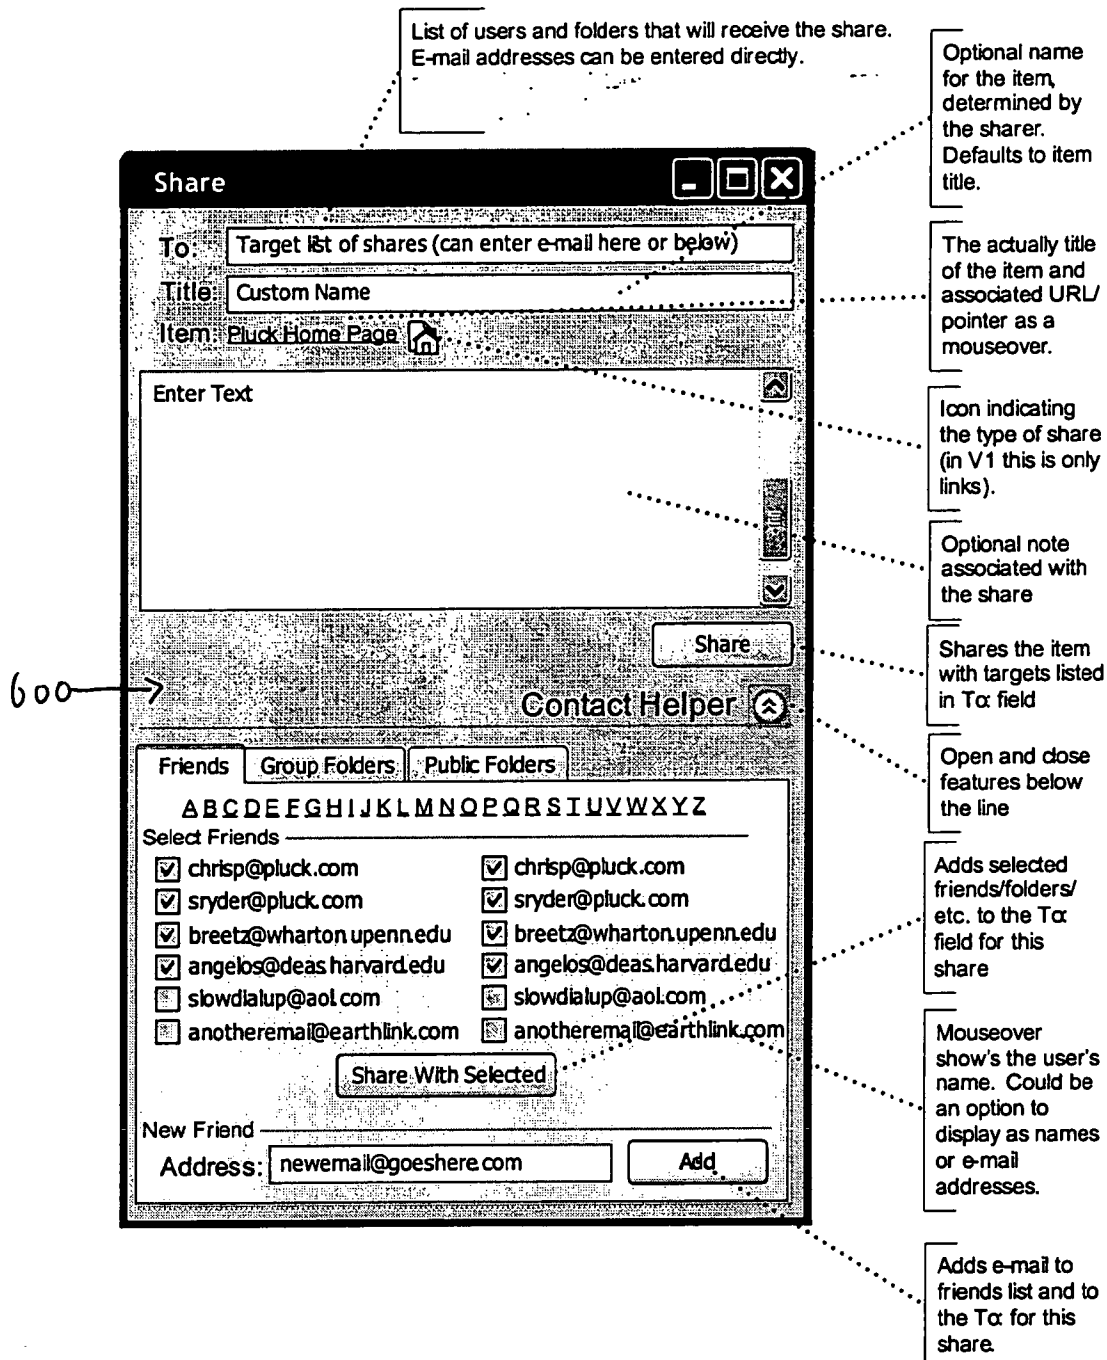 List of users and folders that will receive the share.
E-mail addresses can be entered directly.
Optional name
for the item,
determined by
the sharer.
Defaults to item
title.
Share
To: Target list of shares (can enter e-mail here or below)
Title: Custom Name
Item: Pluck Home Page
The actually title
of the item and
associated URL/
pointer as a
mouseover.
Enter Text
Icon indicating
the type of share
(in V1 this is only
links).
Optional note
associated with
the share
Share
Shares the item
with targets listed
in To: field
600
Contact Helper
Open and close
features below
the line
Friends Group Folders Public Folders
A B C D E F G H I J K L M N O P Q R S T U V W X Y Z
Select Friends
chrisp@pluck.com chrisp@pluck.com
sryder@pluck.com sryder@pluck.com
breetz@wharton.upenn.edu breetz@wharton.upenn.edu
angelos@deas.harvard.edu angelos@deas.harvard.edu
slowdialup@aol.com slowdialup@aol.com
anotheremail@earthlink.com anotheremail@earthlink.com
Adds selected
friends/folders/
etc. to the To:
field for this
share
Share With Selected
Mouseover
show's the user's
name. Could be
an option to
display as names
or e-mail
addresses.
New Friend
Address: newemail@goeshere.com Add
Adds e-mail to
friends list and to
the To: for this
share.